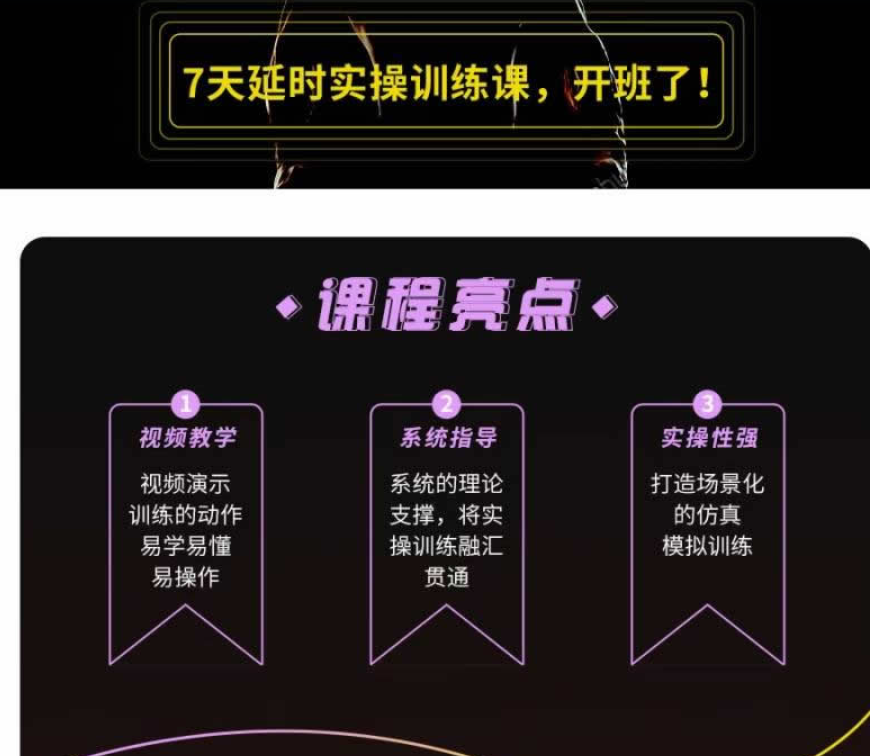 7天延时实操训练课，开班了！
课程亮点
1
视频教学
视频演示
训练的动作
易学易懂
易操作
2
系统指导
系统的理论
支撑，将实
操训练融汇
贯通
3
实操性强
打造场景化
的仿真
模拟训练